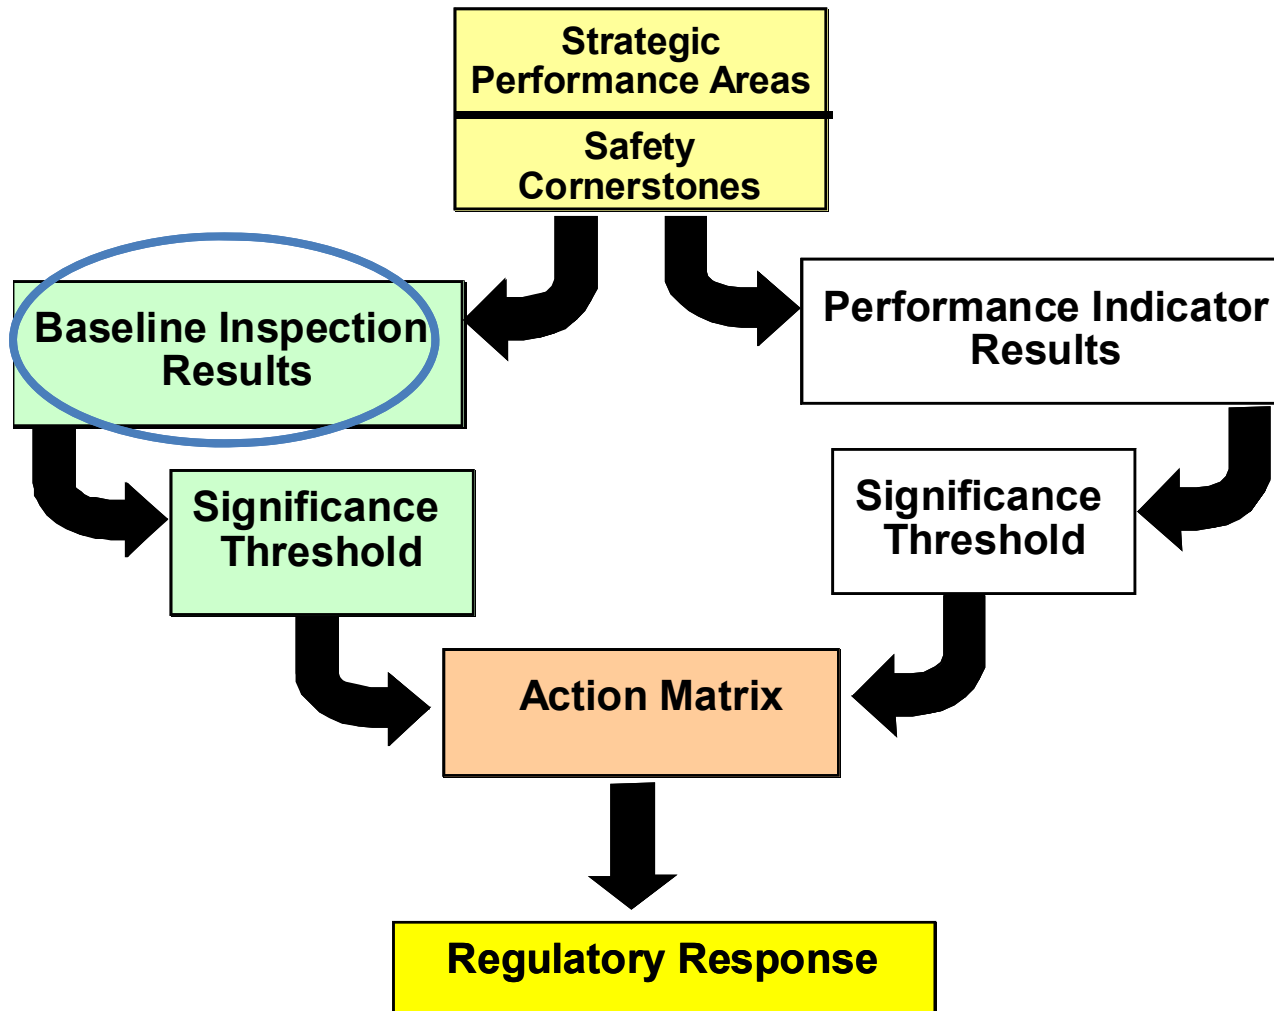 Strategic
Performance Areas
Safety
Cornerstones
Baseline Inspection
Results
Performance Indicator
Results
Significance
Threshold
Significance
Threshold
Action Matrix
Regulatory Response